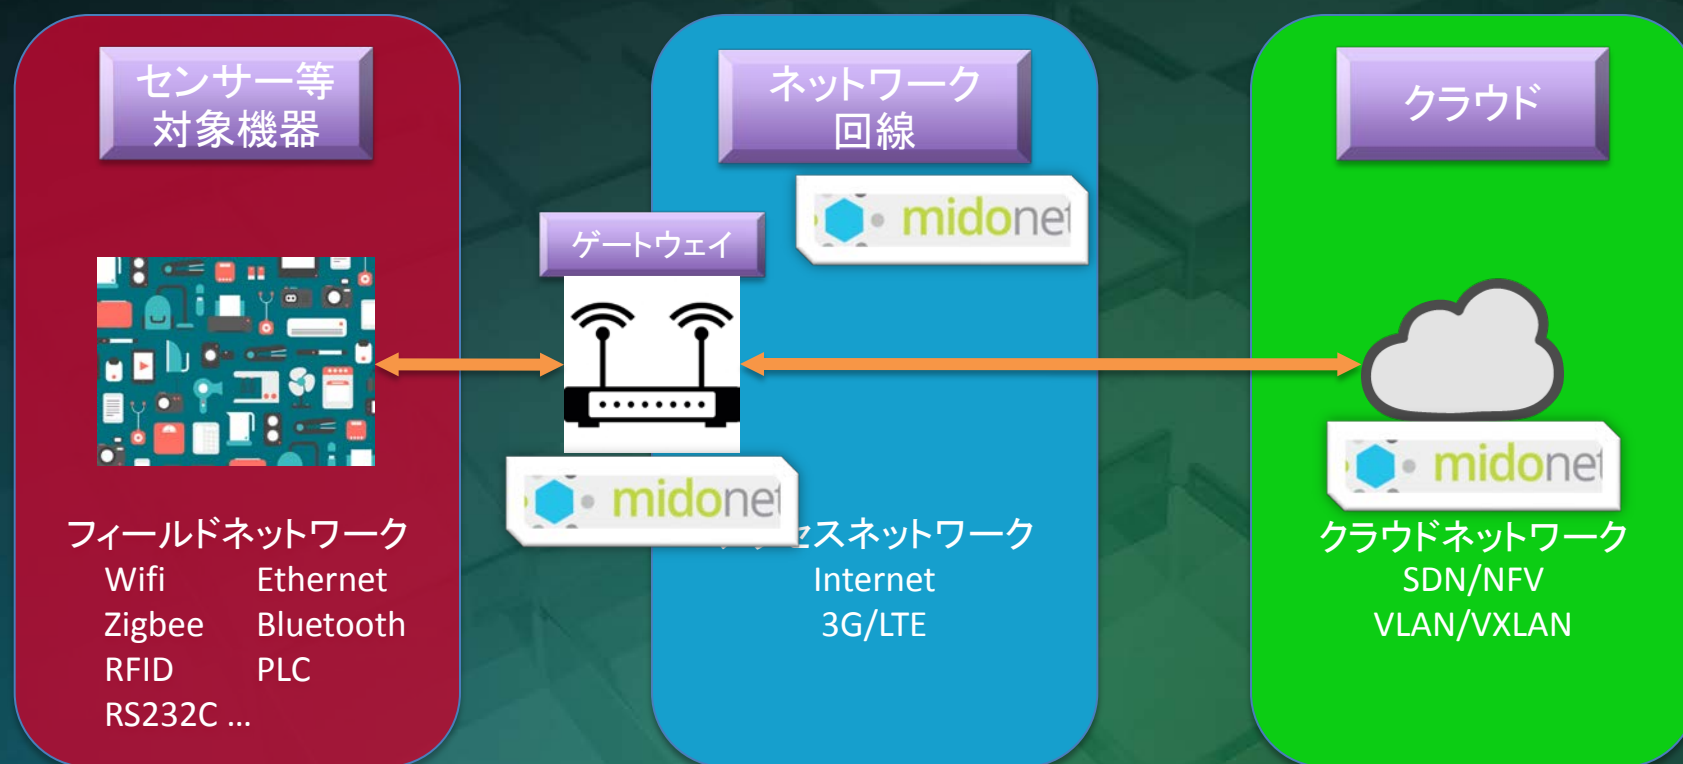 センサー等
対象機器
ネットワーク
回線
クラウド
midonet
ゲートウェイ
midonet
midonet
フィールドネットワーク
Wifi Ethernet
Zigbee Bluetooth
RFID PLC
RS232C ...
セスネットワーク
Internet
3G/LTE
クラウドネットワーク
SDN/NFV
VLAN/VXLAN